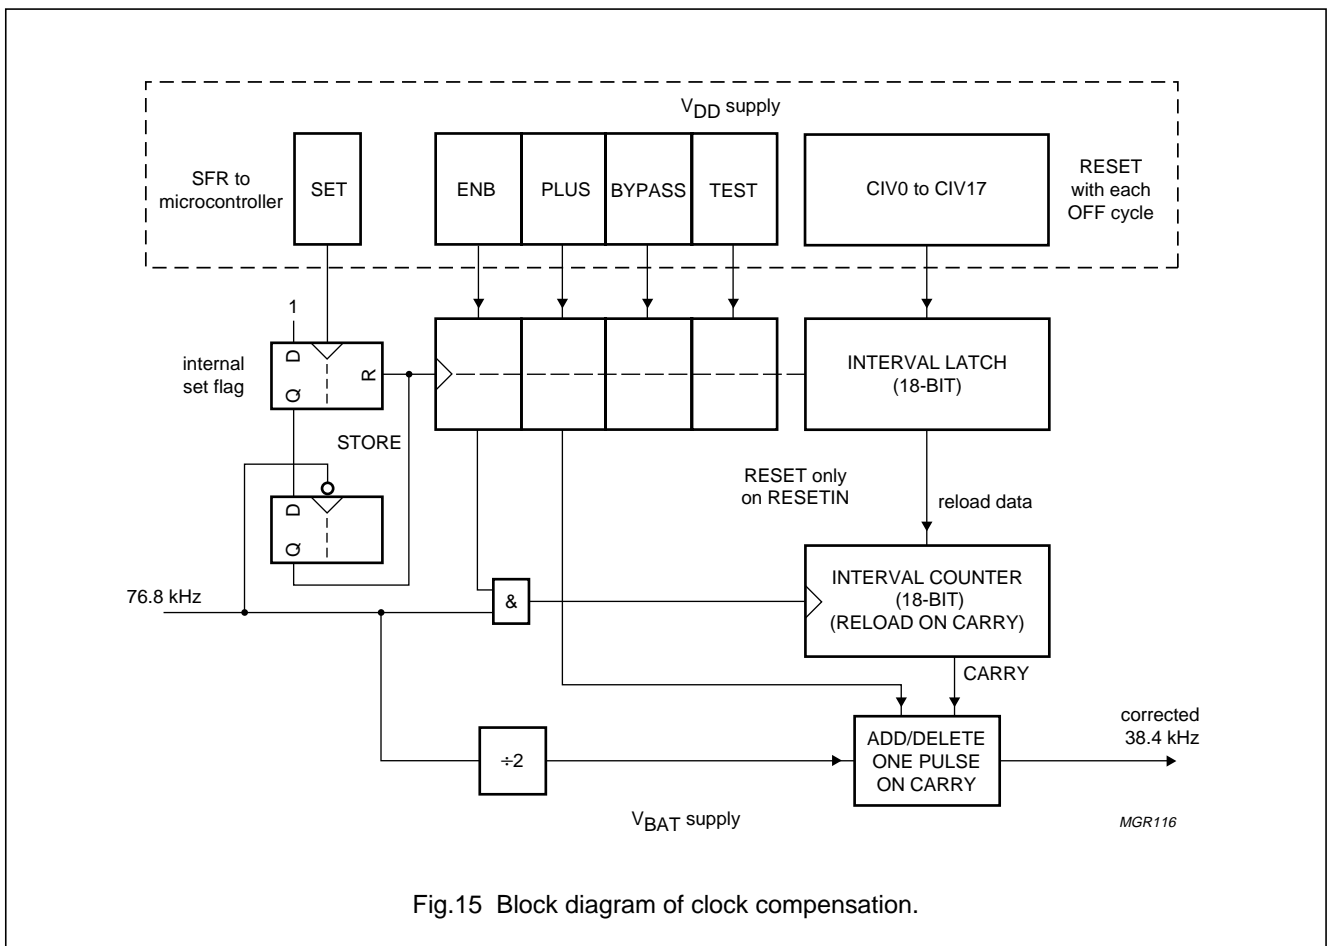 VDD supply
SFR to
microcontroller
SET
ENB
PLUS
BYPASS
TEST
CIV0 to CIV17
RESET
with each
OFF cycle
1
internal
set flag
D
Q
R
STORE
INTERVAL LATCH
(18-BIT)
RESET only
on RESETIN
reload data
D
Q
76.8 kHz
&
INTERVAL COUNTER
(18-BIT)
(RELOAD ON CARRY)
CARRY
÷2
ADD/DELETE
ONE PULSE
ON CARRY
corrected
38.4 kHz
VBAT supply
MGR116
Fig.15 Block diagram of clock compensation.